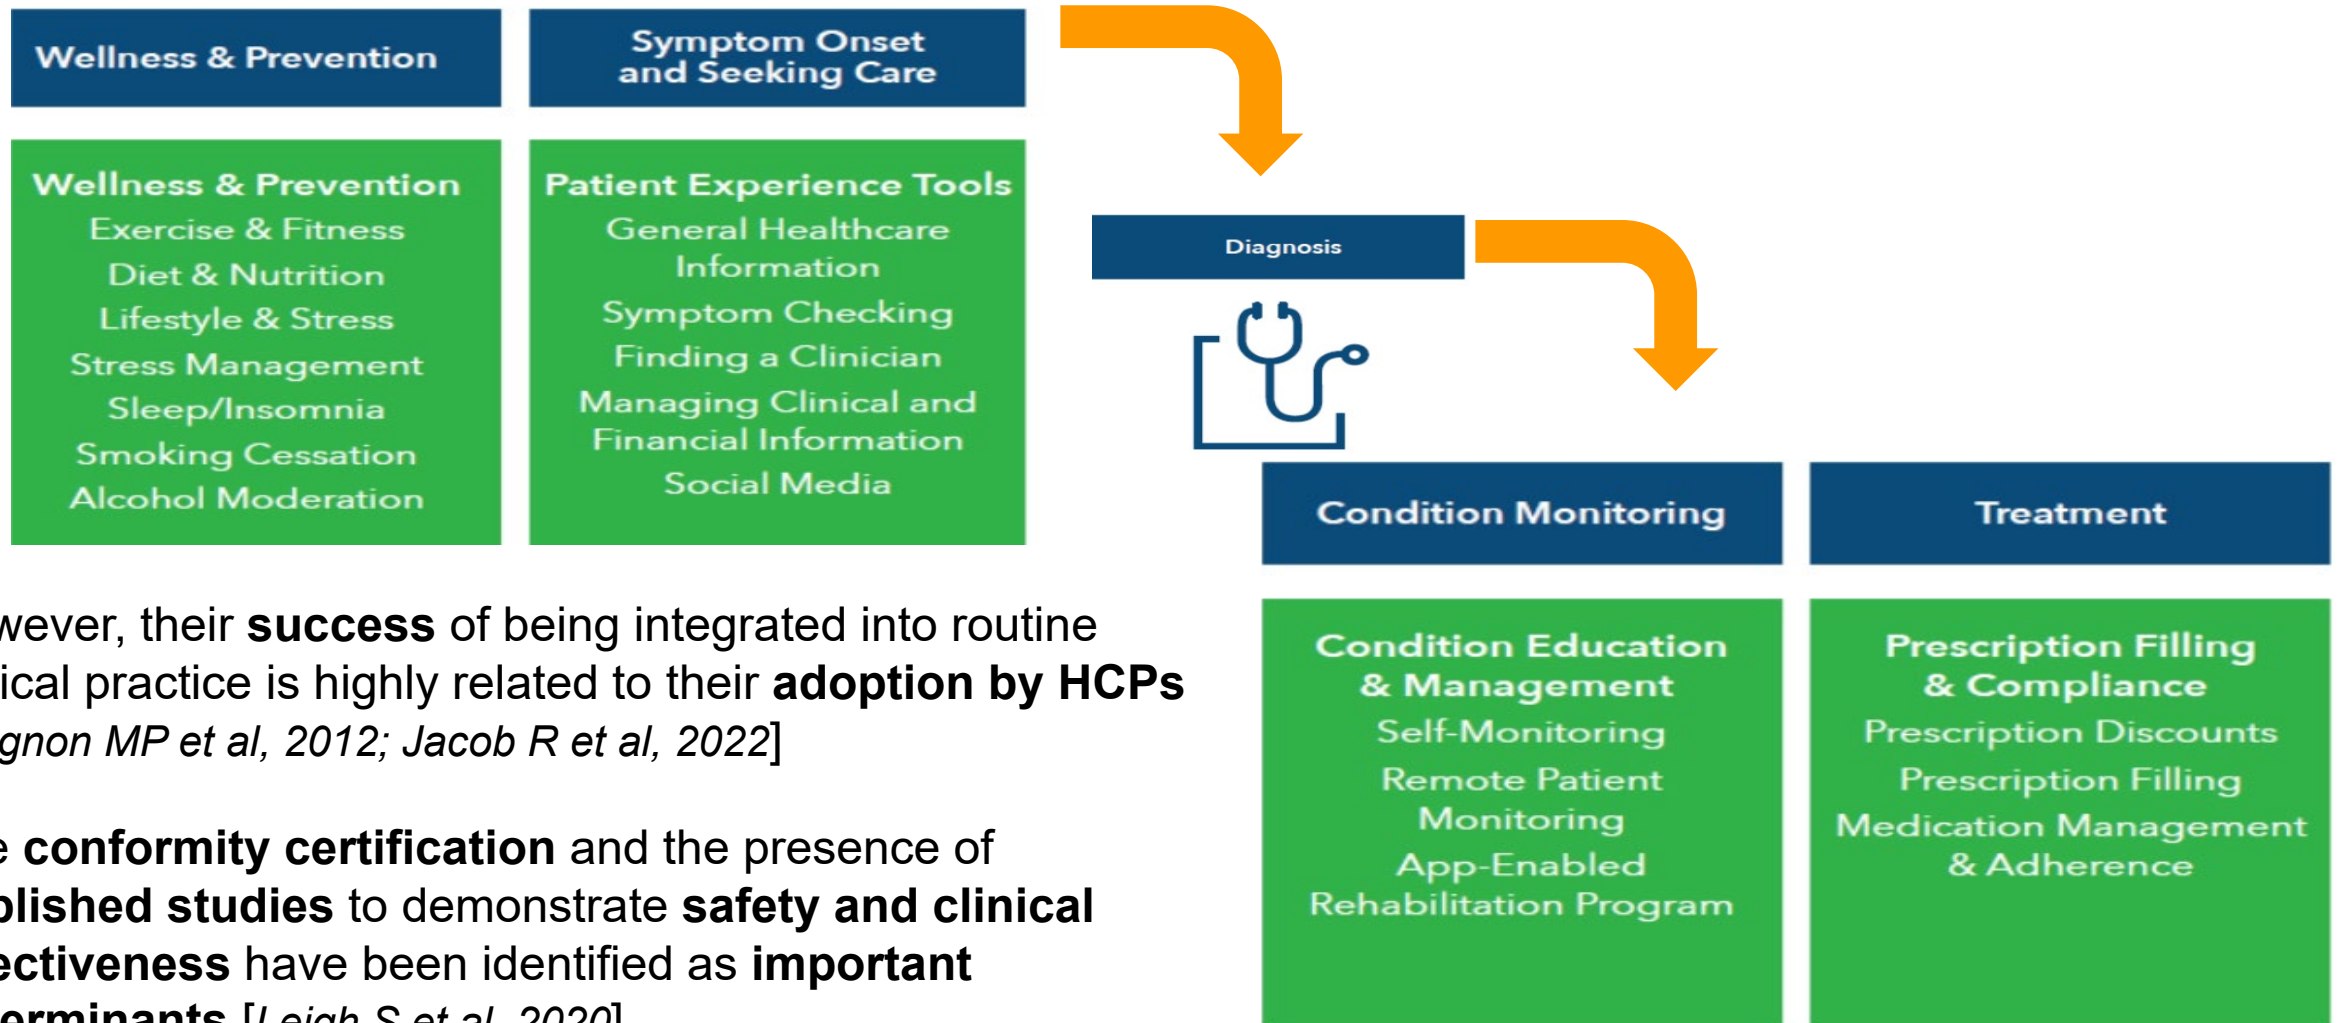 Wellness & Prevention
Symptom Onset
and Seeking Care
Wellness & Prevention
Exercise & Fitness
Diet & Nutrition
Lifestyle & Stress
Stress Management
Sleep/Insomnia
Smoking Cessation
Alcohol Moderation
Patient Experience Tools
General Healthcare
Information
Symptom Checking
Finding a Clinician
Managing Clinical and
Financial Information
Social Media
Diagnosis
Condition Monitoring
Treatment
Condition Education
& Management
Self-Monitoring
Remote Patient
Monitoring
App-Enabled
Rehabilitation Program
Prescription Filling
& Compliance
Prescription Discounts
Prescription Filling
Medication Management
& Adherence
wever, their success of being integrated into routine
ical practice is highly related to their adoption by HCPs
gnon MP et al, 2012; Jacob R et al, 2022]
e conformity certification and the presence of
blished studies to demonstrate safety and clinical
ectiveness have been identified as important
erminants [Leigh S et al, 2020]